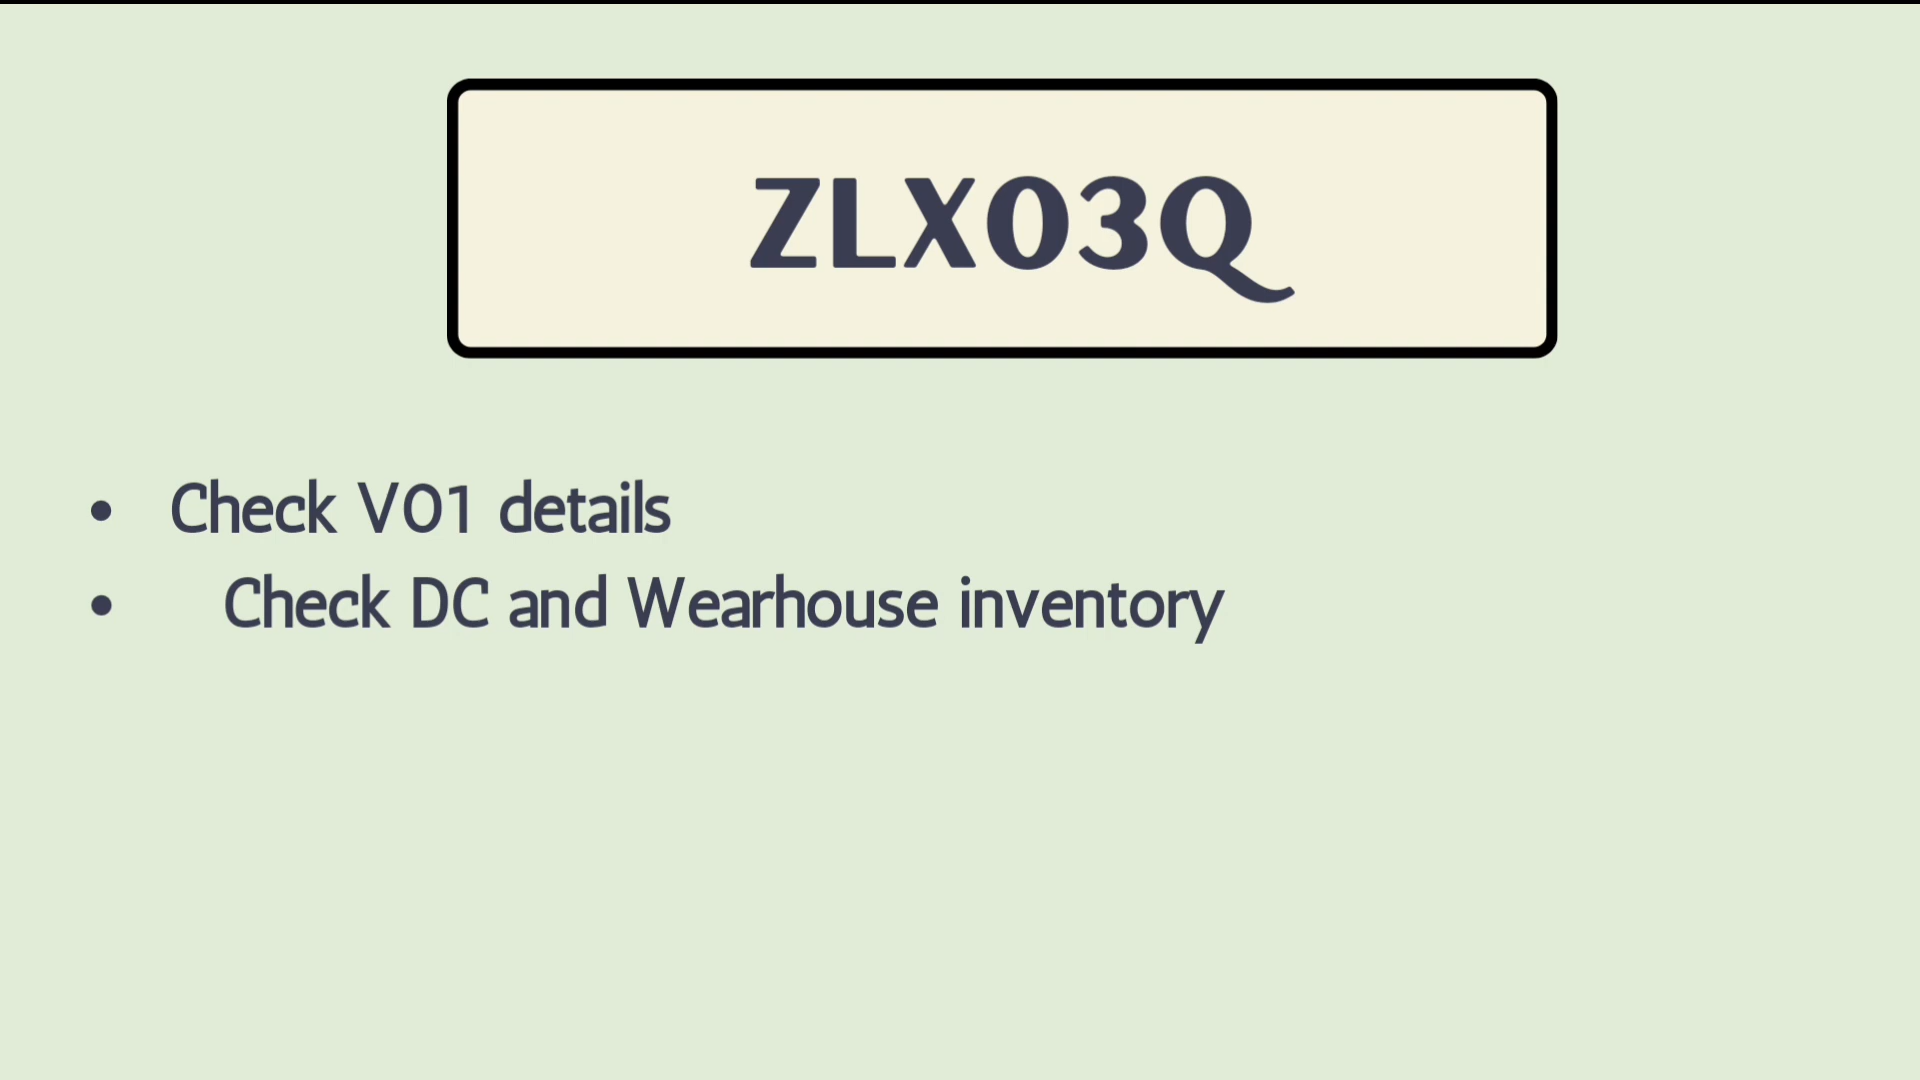 ZLX03Q
• Check V01 details
• Check DC and Wearhouse inventory